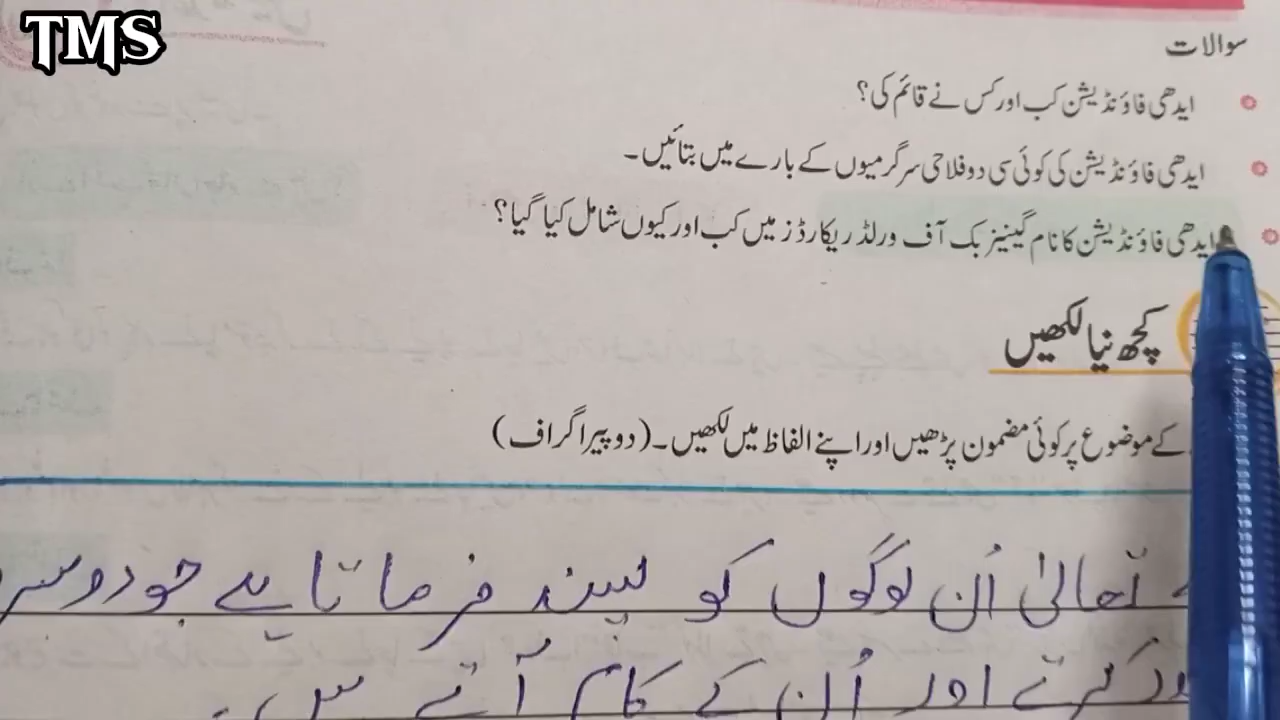 TMS
سوالات
ایدھی فاؤنڈیشن کب اور کس نے قائم کی؟
ایدھی فاؤنڈیشن کی کوئی سی دو فلاحی سرگرمیوں کے بارے میں بتائیں۔
ایدھی فاؤنڈیشن کا نام گینیز بک آف ورلڈ ریکارڈز میں کب اور کیوں شامل کیا گیا؟
کچھ نیا لکھیں
کے موضوع پر کوئی مضمون پڑھیں اور اپنے الفاظ میں لکھیں۔ (دو پیراگراف)
تعالیٰ اُن لوگوں کو پسند فرماتا ہے جو دوسر
کرتے اور اُن کے کام آتے ہیں۔